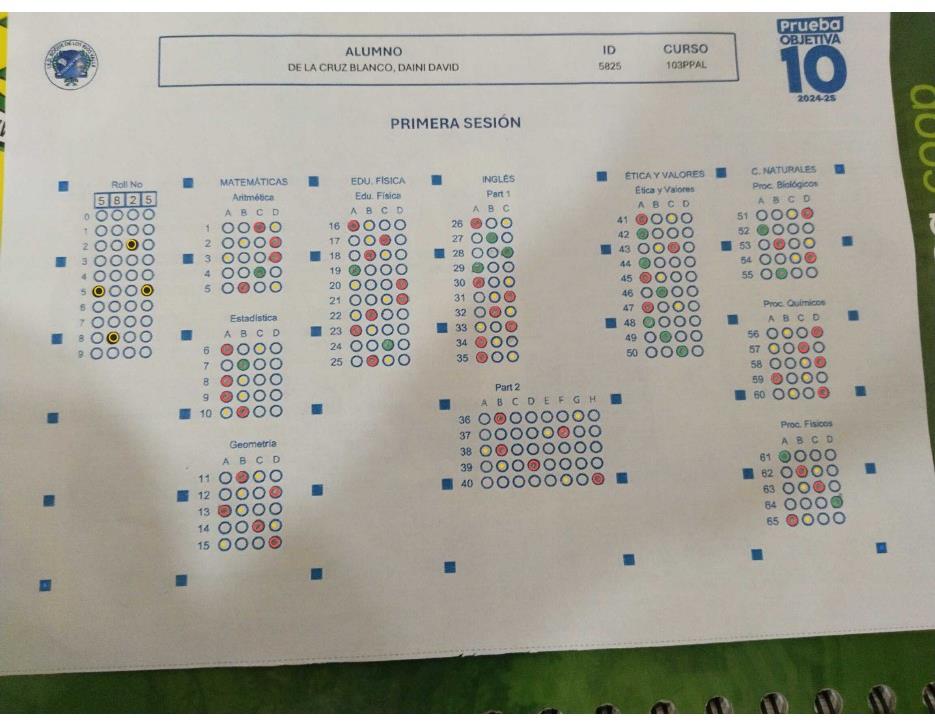 Prueba
OBJETIVA
10
2024-25
ALUMNO ID CURSO
DE LA CRUZ BLANCO, DAINI DAVID 5825 103PPAL
PRIMERA SESIÓN
Roll No
5 8 2 5
0
1
2
3
4
5
6
7
8
9
MATEMÁTICAS
Aritmética
A B C D
1
2
3
4
5
Estadística
A B C D
6
7
8
9
10
Geometría
A B C D
11
12
13
14
15
EDU. FÍSICA
Edu. Física
A B C D
16
17
18
19
20
21
22
23
24
25
INGLÉS
Part 1
A B C
26
27
28
29
30
31
32
33
34
35
Part 2
A B C D E F G H
36
37
38
39
40
ÉTICA Y VALORES
Ética y Valores
A B C D
41
42
43
44
45
46
47
48
49
50
C. NATURALES
Proc. Biológicos
A B C D
51
52
53
54
55
Proc. Químicos
A B C D
56
57
58
59
60
Proc. Físicos
A B C D
61
62
63
64
65
coop